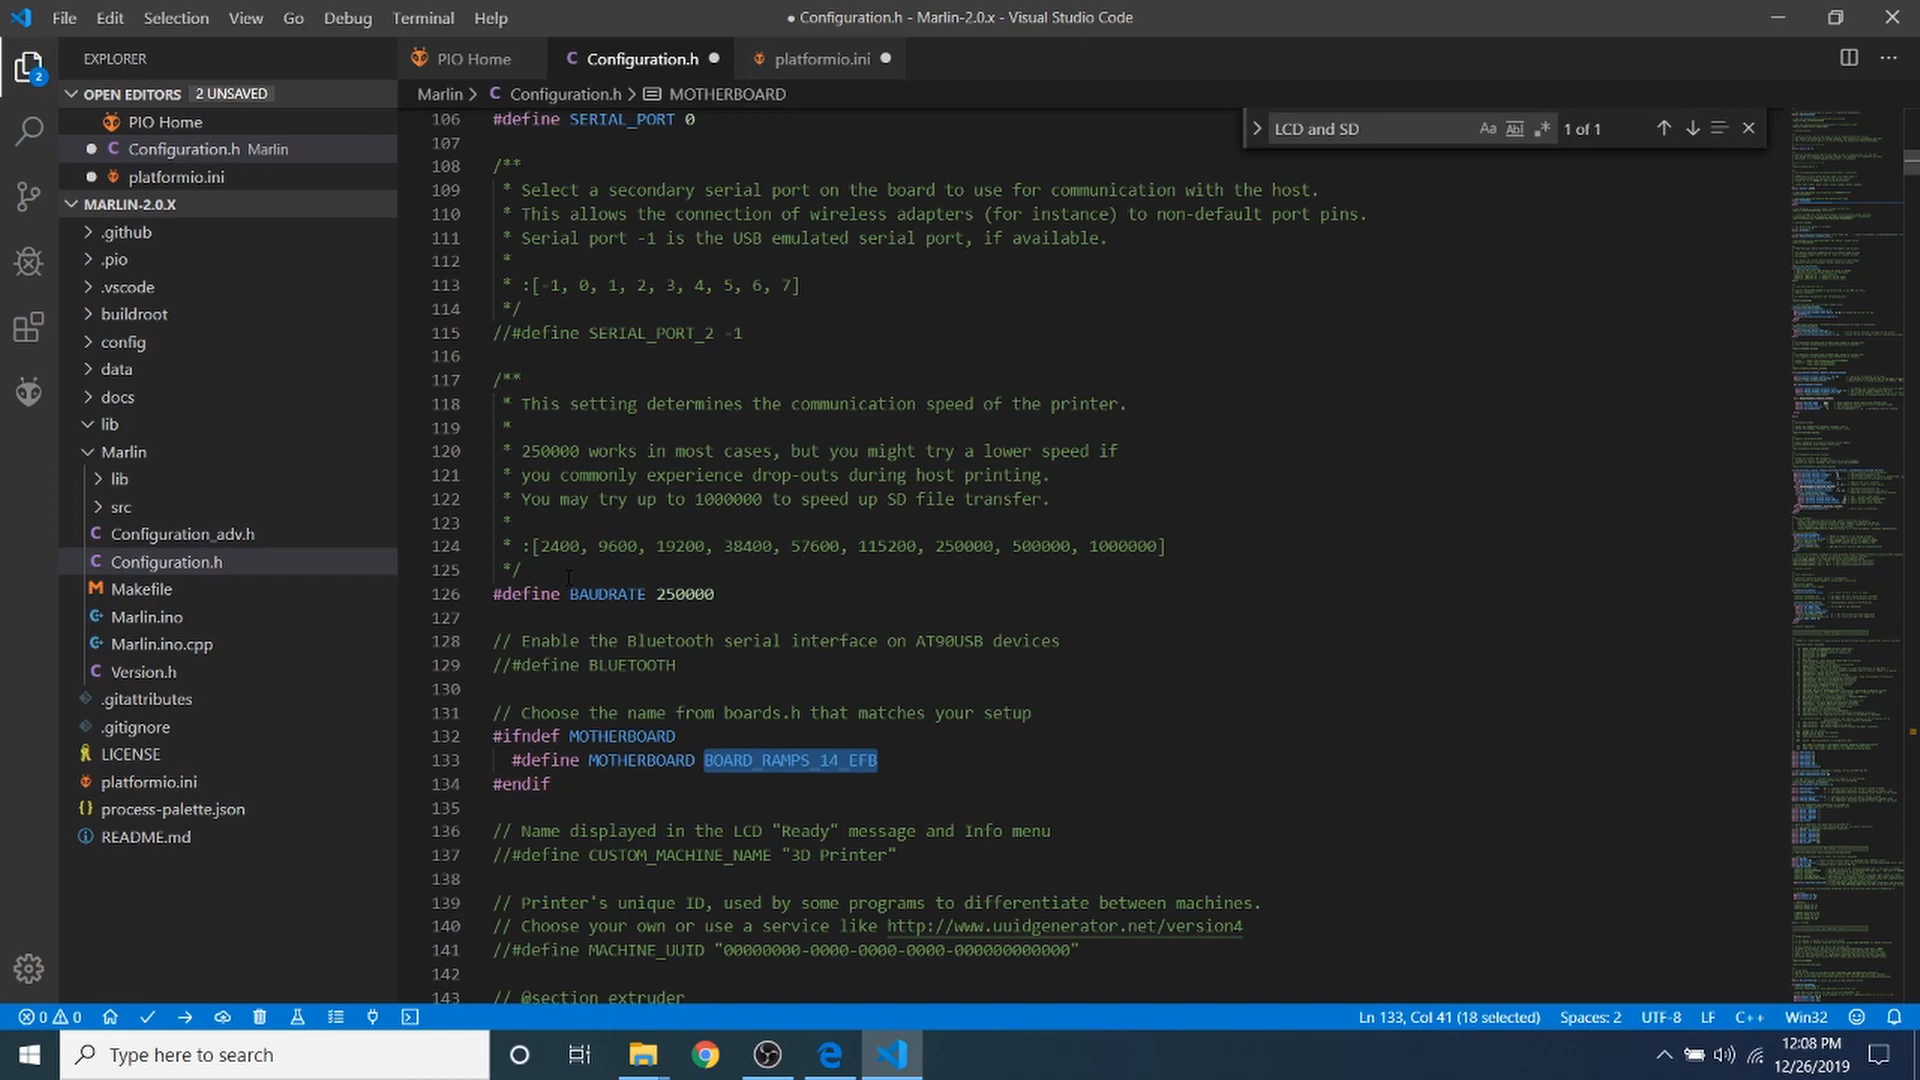 File Edit Selection View Go Debug Terminal Help
● Configuration.h - Marlin-2.0.x - Visual Studio Code
EXPLORER
PIO Home
Configuration.h
platformio.ini
OPEN EDITORS 2 UNSAVED
PIO Home
Configuration.h Marlin
platformio.ini
MARLIN-2.0.X
.github
.pio
.vscode
buildroot
config
data
docs
lib
Marlin
lib
src
Configuration_adv.h
Configuration.h
Makefile
Marlin.ino
Marlin.ino.cpp
Version.h
.gitattributes
.gitignore
LICENSE
platformio.ini
process-palette.json
README.md
2
Marlin > C Configuration.h > MOTHERBOARD
LCD and SD Aa Abl .* 1 of 1
106 #define SERIAL_PORT 0
107
108 /**
109 * Select a secondary serial port on the board to use for communication with the host.
110 * This allows the connection of wireless adapters (for instance) to non-default port pins.
111 * Serial port -1 is the USB emulated serial port, if available.
112 *
113 * :[-1, 0, 1, 2, 3, 4, 5, 6, 7]
114 */
115 //#define SERIAL_PORT_2 -1
116
117 /**
118 * This setting determines the communication speed of the printer.
119 *
120 * 250000 works in most cases, but you might try a lower speed if
121 * you commonly experience drop-outs during host printing.
122 * You may try up to 1000000 to speed up SD file transfer.
123 *
124 * :[2400, 9600, 19200, 38400, 57600, 115200, 250000, 500000, 1000000]
125 */
126 #define BAUDRATE 250000
127
128 // Enable the Bluetooth serial interface on AT90USB devices
129 //#define BLUETOOTH
130
131 // Choose the name from boards.h that matches your setup
132 #ifndef MOTHERBOARD
133 #define MOTHERBOARD BOARD_RAMPS_14_EFB
134 #endif
135
136 // Name displayed in the LCD "Ready" message and Info menu
137 //#define CUSTOM_MACHINE_NAME "3D Printer"
138
139 // Printer's unique ID, used by some programs to differentiate between machines.
140 // Choose your own or use a service like http://www.uuidgenerator.net/version4
141 //#define MACHINE_UUID "00000000-0000-0000-0000-000000000000"
142
143 // @section extruder
0 0
Ln 133, Col 41 (18 selected) Spaces: 2 UTF-8 LF C++ Win32
Type here to search
12:08 PM
12/26/2019